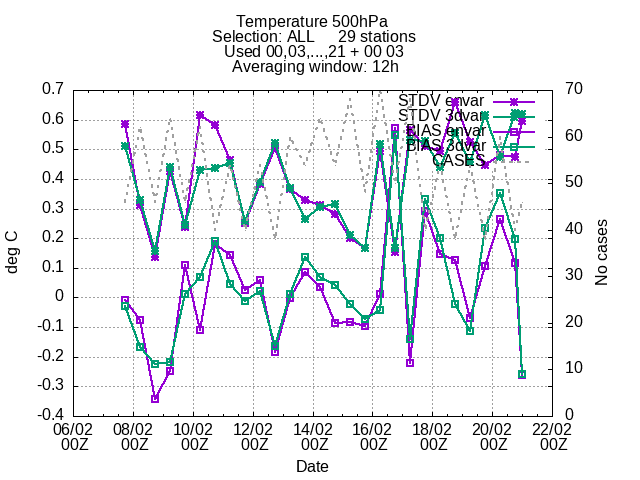 Temperature 500hPa
Selection: ALL 29 stations
Used 00,03,...,21 + 00 03
Averaging window: 12h
STDV envar
STDV 3dvar
BIAS envar
BIAS 3dvar
CASES
0.7
0.6
0.5
0.4
0.3
0.2
0.1
0
-0.1
-0.2
-0.3
-0.4
deg C
70
60
50
40
30
20
10
0
No cases
06/02 08/02 10/02 12/02 14/02 16/02 18/02 20/02 22/02
00Z 00Z 00Z 00Z 00Z 00Z 00Z 00Z 00Z
Date